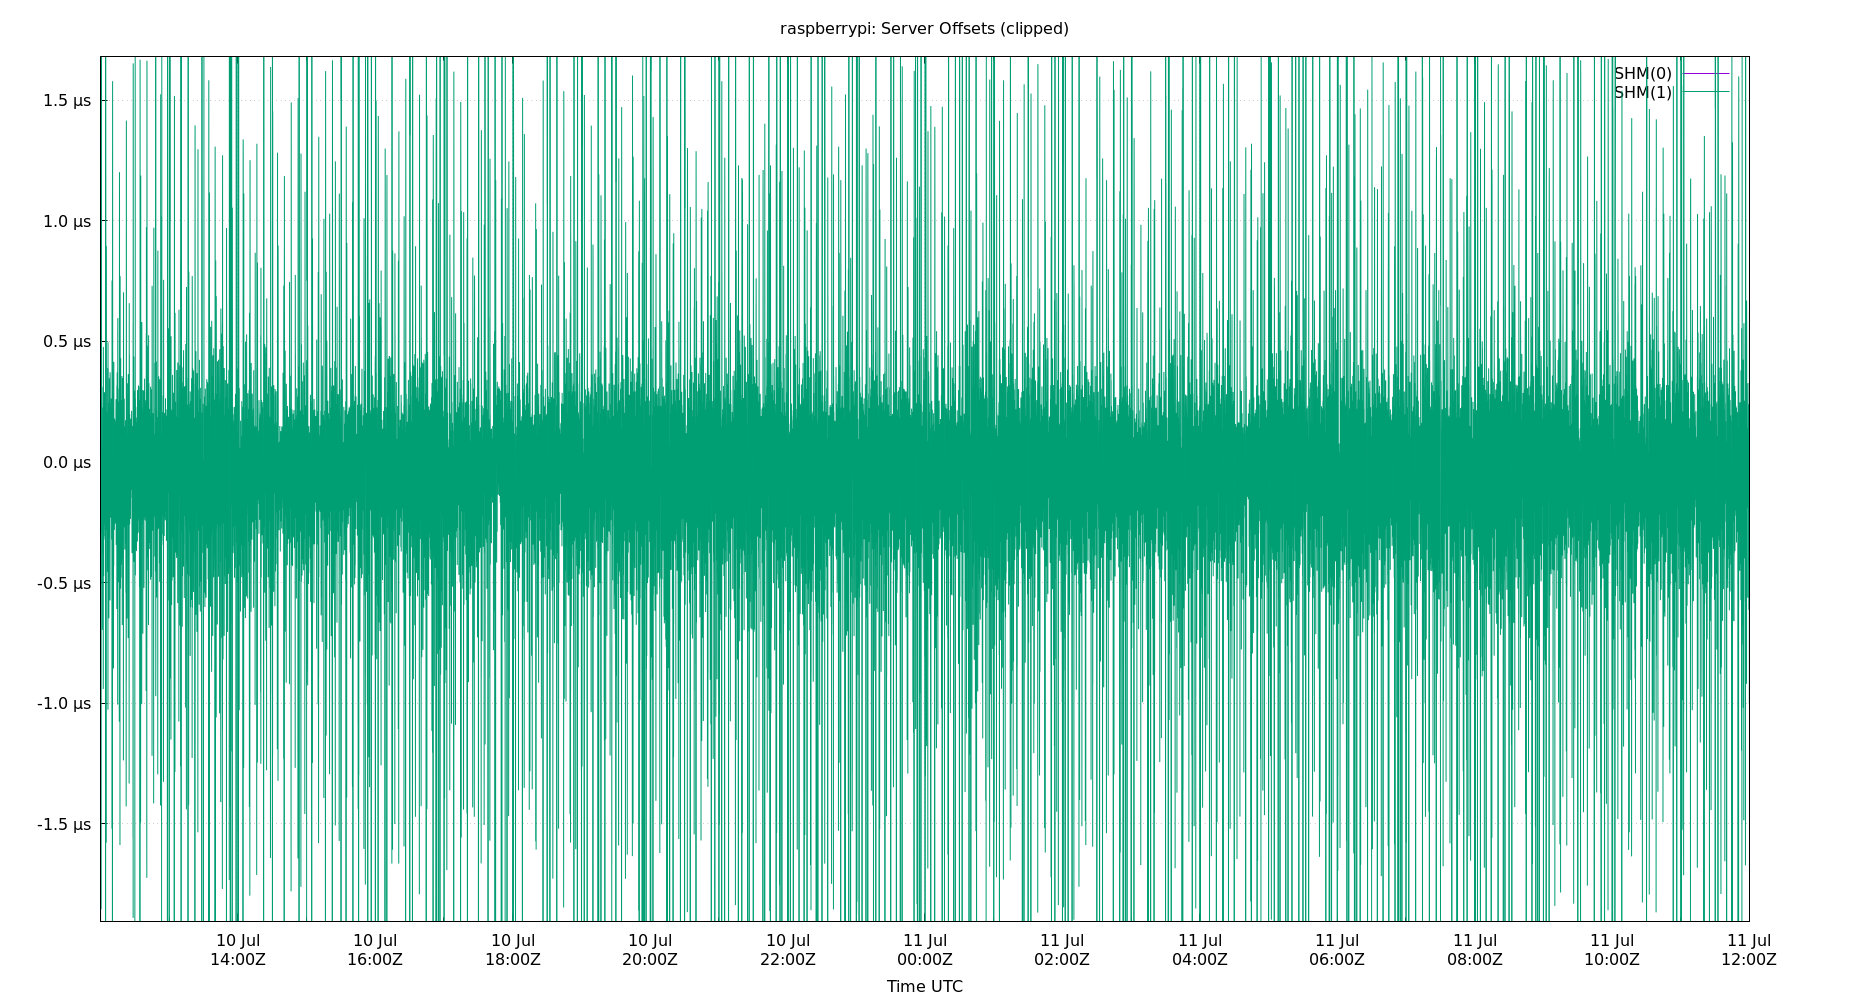 raspberrypi: Server Offsets (clipped)
SHM(0)
SHM(1)
1.5 µs
1.0 µs
0.5 µs
0.0 µs
-0.5 µs
-1.0 µs
-1.5 µs
10 Jul 10 Jul 10 Jul 10 Jul 10 Jul 11 Jul 11 Jul 11 Jul 11 Jul 11 Jul 11 Jul 11 Jul
14:00Z 16:00Z 18:00Z 20:00Z 22:00Z 00:00Z 02:00Z 04:00Z 06:00Z 08:00Z 10:00Z 12:00Z
Time UTC